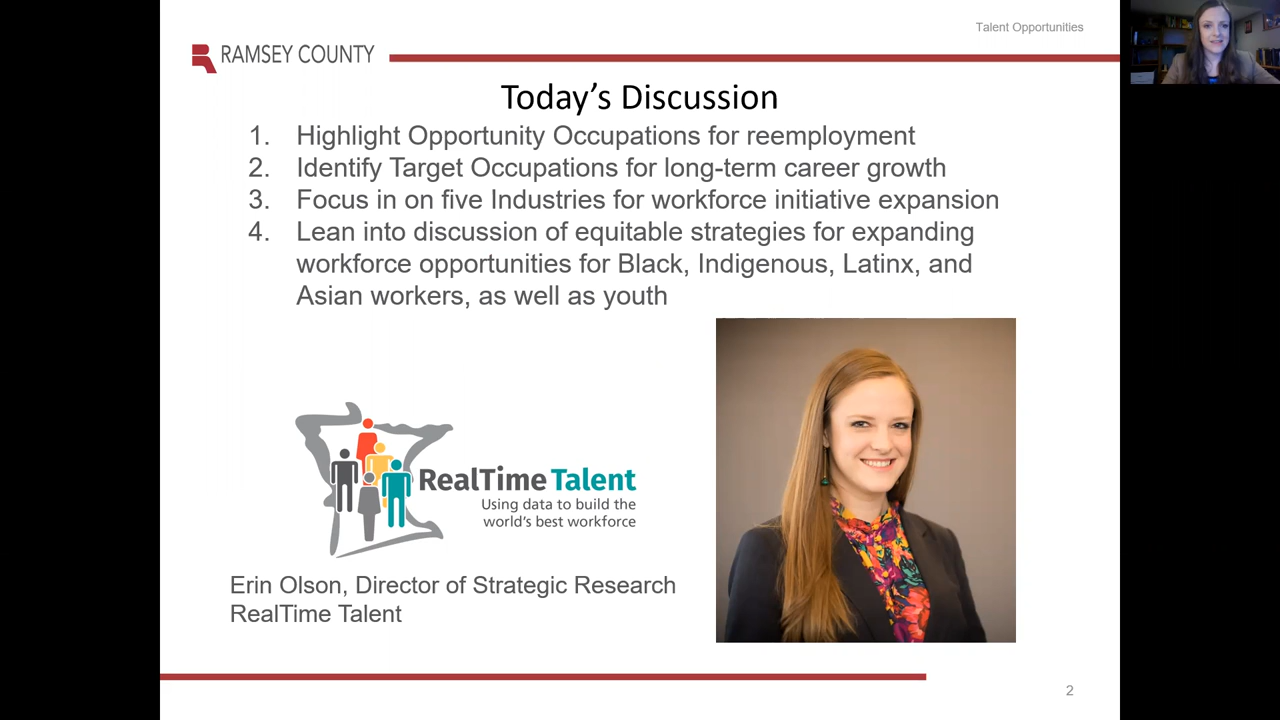 Talent Opportunities
RAMSEY COUNTY
Today's Discussion
1. Highlight Opportunity Occupations for reemployment
2. Identify Target Occupations for long-term career growth
3. Focus in on five Industries for workforce initiative expansion
4. Lean into discussion of equitable strategies for expanding
workforce opportunities for Black, Indigenous, Latinx, and
Asian workers, as well as youth
RealTime Talent
Using data to build the
world's best workforce
Erin Olson, Director of Strategic Research
RealTime Talent
2